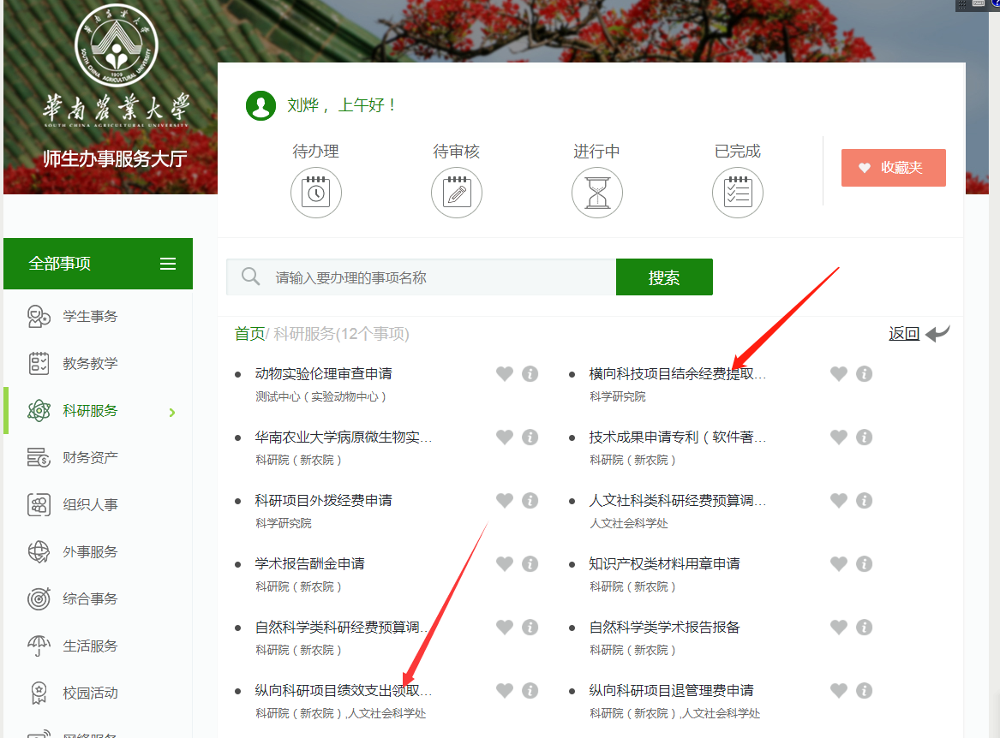 華南農業大學
SOUTH CHINA AGRICULTURAL UNIVERSITY
师生办事服务大厅
刘烨，上午好！
待办理
待审核
进行中
已完成
收藏夹
全部事项
学生事务
教务教学
科研服务
财务资产
组织人事
外事服务
综合事务
生活服务
校园活动
网络服务
请输入要办理的事项名称
搜索
首页/ 科研服务(12个事项)
返回
动物实验伦理审查申请
测试中心（实验动物中心）
横向科技项目结余经费提取...
科学研究院
华南农业大学病原微生物实...
科研院（新农院）
技术成果申请专利（软件著...
科研院（新农院）
科研项目外拨经费申请
科学研究院
人文社科类科研经费预算调...
人文社会科学处
学术报告酬金申请
科研院（新农院）
知识产权类材料用章申请
科研院（新农院）
自然科学类科研经费预算调...
科研院（新农院）
自然科学类学术报告报备
科研院（新农院）
纵向科研项目绩效支出领取...
科研院（新农院）,人文社会科学处
纵向科研项目退管理费申请
科研院（新农院）,人文社会科学处